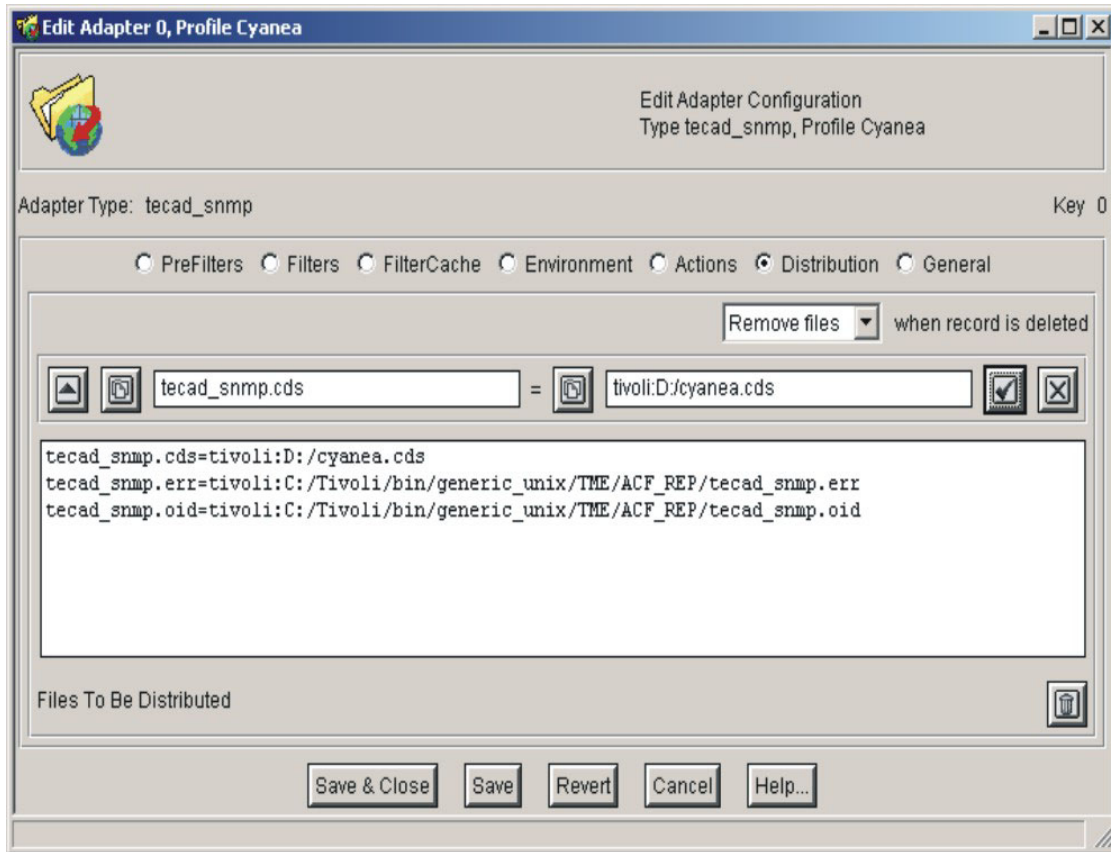 Edit Adapter 0, Profile Cyanea
Edit Adapter Configuration
Type tecad_snmp, Profile Cyanea
Adapter Type: tecad_snmp Key 0
PreFilters Filters FilterCache Environment Actions Distribution General
Remove files when record is deleted
tecad_snmp.cds = tivoli:D:/cyanea.cds
tecad_snmp.cds=tivoli:D:/cyanea.cds
tecad_snmp.err=tivoli:C:/Tivoli/bin/generic_unix/TME/ACF_REP/tecad_snmp.err
tecad_snmp.oid=tivoli:C:/Tivoli/bin/generic_unix/TME/ACF_REP/tecad_snmp.oid
Files To Be Distributed
Save & Close Save Revert Cancel Help...